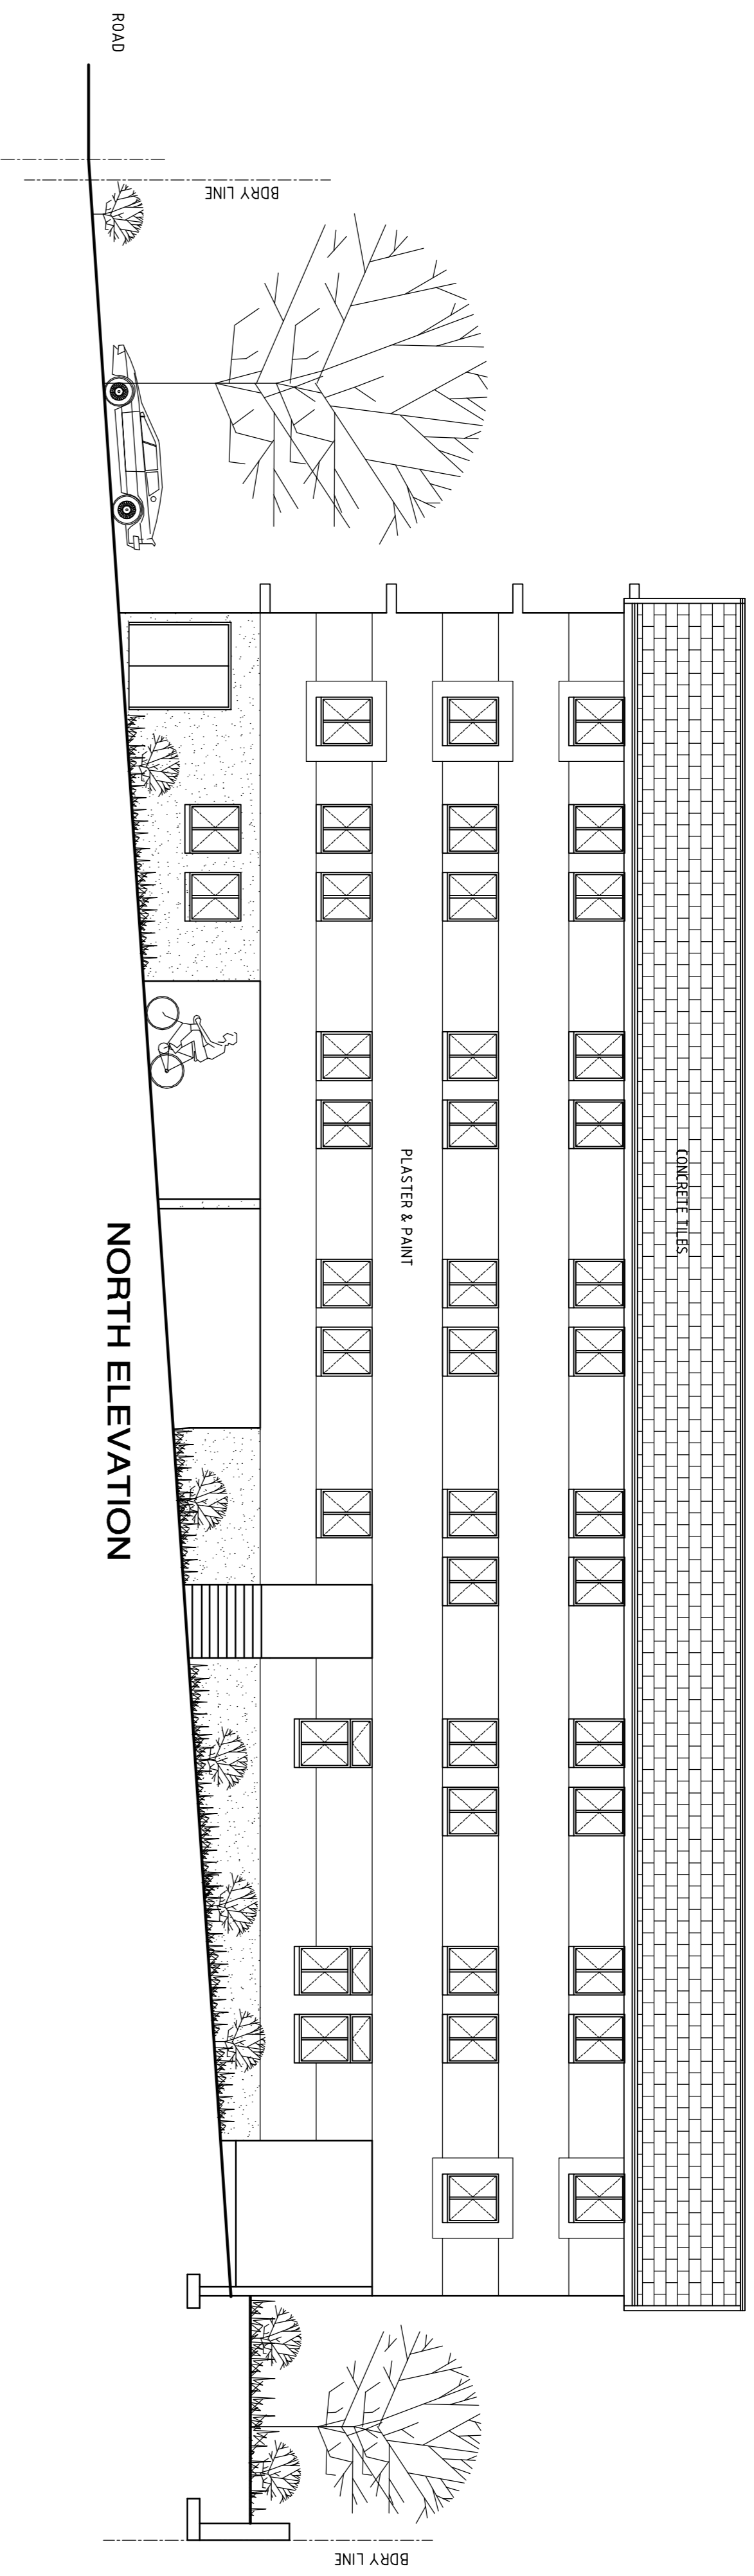 ROAD
BDRY LINE
CONCRETE TILES
PLASTER & PAINT
NORTH ELEVATION
BDRY LINE